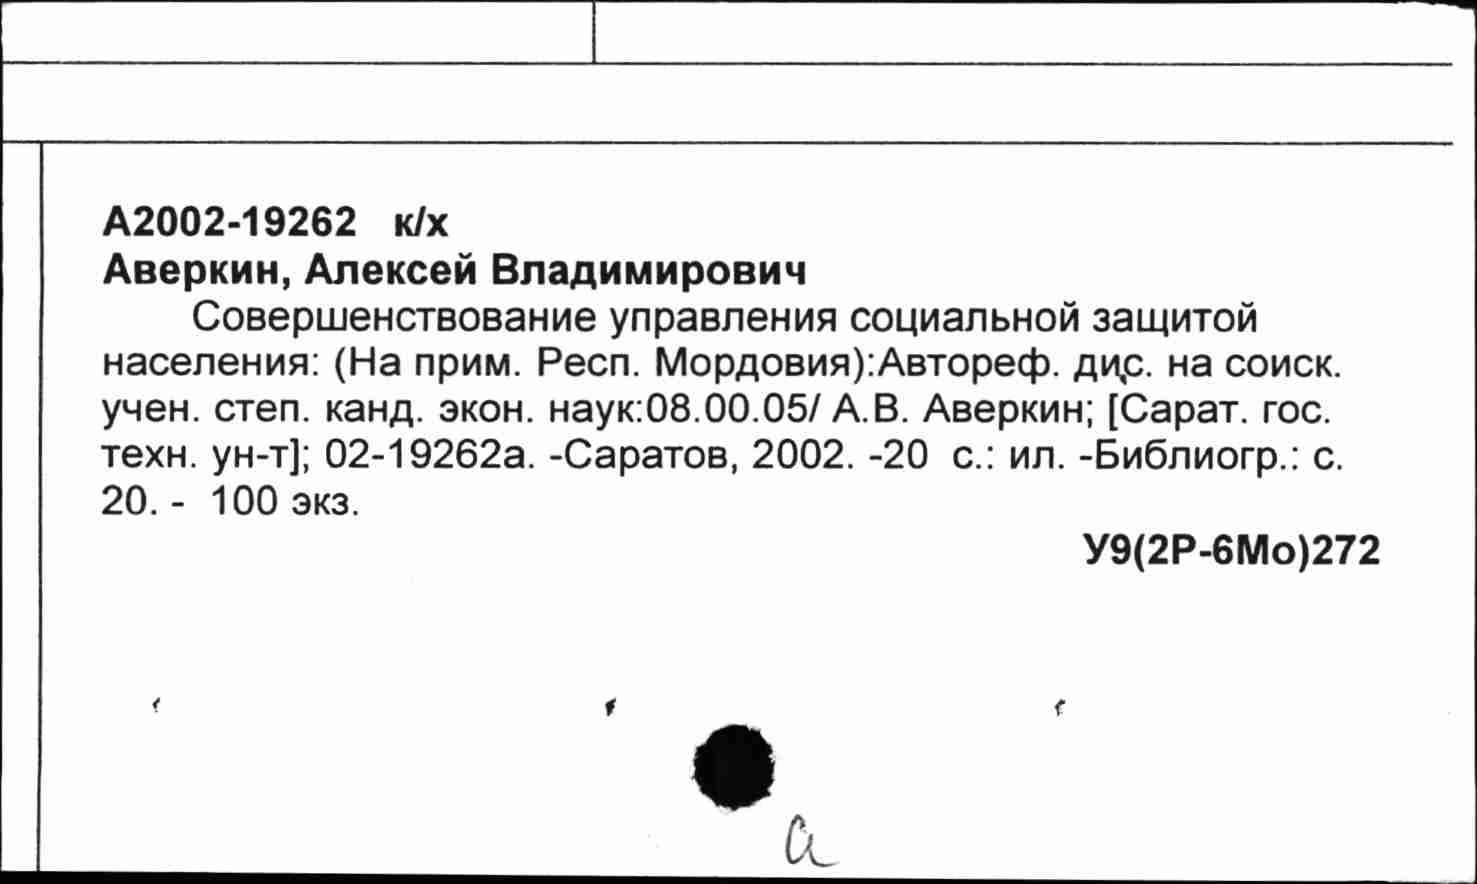 А2002-19262 к/х
Аверкин, Алексей Владимирович
Совершенствование управления социальной защитой
населения: (На прим. Респ. Мордовия):Автореф. дис. на соиск.
учен. степ. канд. экон. наук:08.00.05/ А.В. Аверкин; [Сарат. гос.
техн. ун-т]; 02-19262а. -Саратов, 2002. -20 с.: ил. -Библиогр.: с.
20. - 100 экз.
У9(2Р-6Мо)272
а